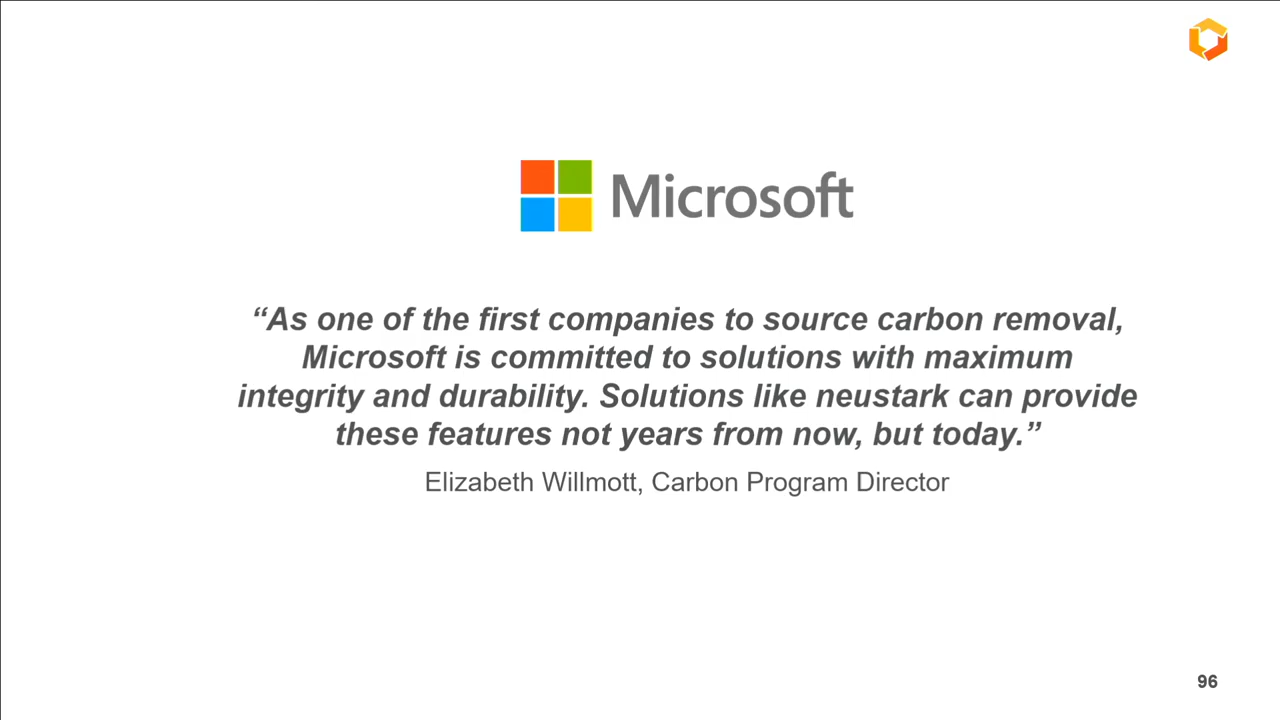 Microsoft
“As one of the first companies to source carbon removal,
Microsoft is committed to solutions with maximum
integrity and durability. Solutions like neustark can provide
these features not years from now, but today.”
Elizabeth Willmott, Carbon Program Director
96